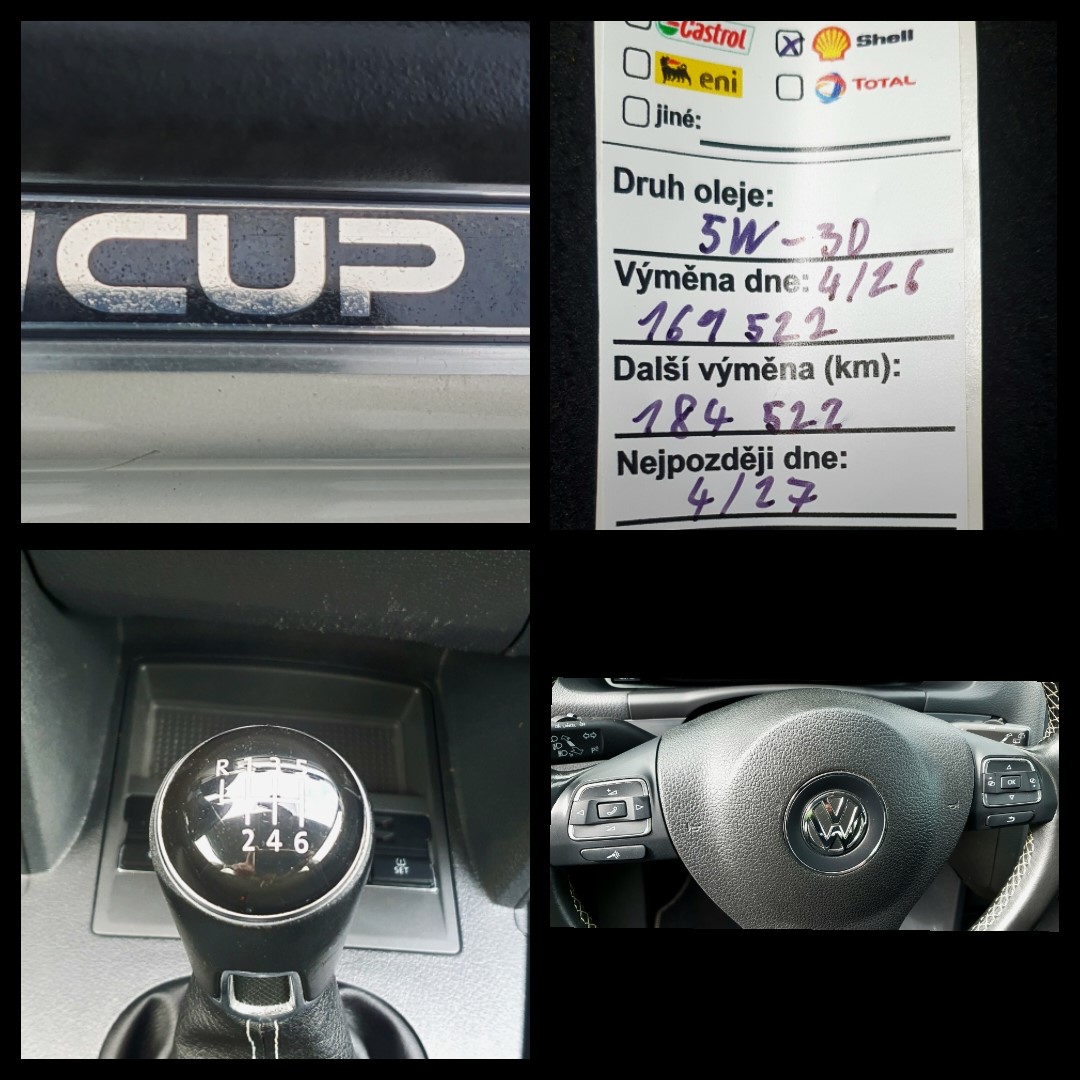 CUP
Castrol
Shell
eni
TOTAL
jiné:
Druh oleje:
5W-30
Výměna dne: 4/26
169 522
Další výměna (km):
184 522
Nejpozději dne:
4/27
R 1 3 5
2 4 6
SET
OK